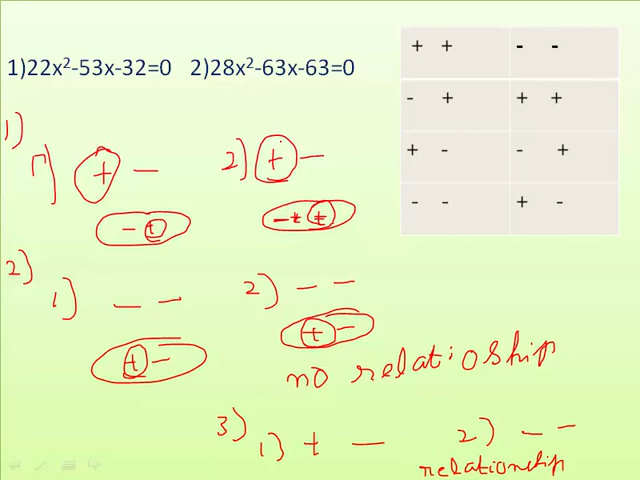 1)22x²-53x-32=0 2)28x²-63x-63=0
+ + - -
- + + +
+ - - +
- - + -
1)
1) + - 2) + -
- + - + +
2)
1) - - 2) - -
+ - + -
no relationship
3) 1) + - 2) - -
relationship